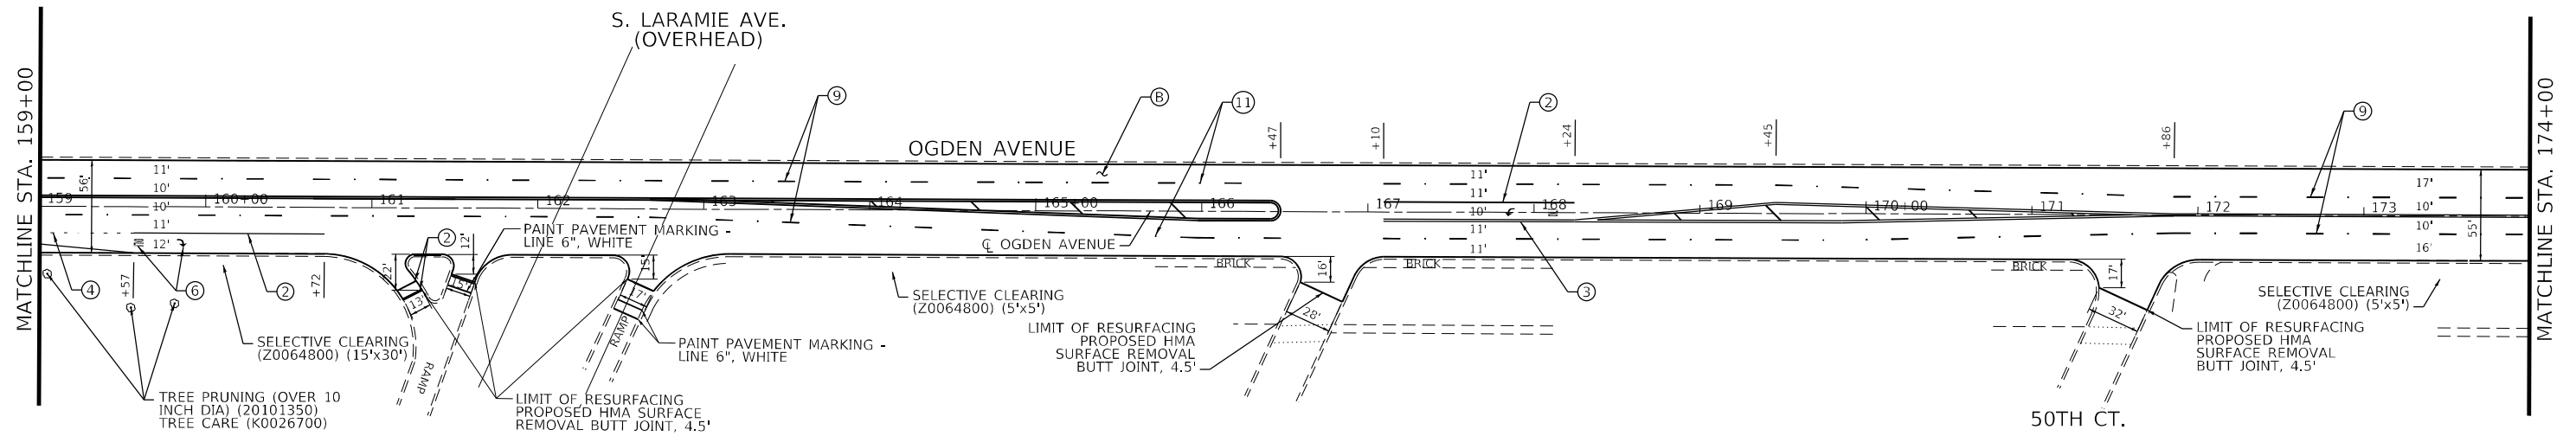 S. LARAMIE AVE.
(OVERHEAD)
MATCHLINE STA. 159+00
MATCHLINE STA. 174+00
OGDEN AVENUE
9
B
11
2
9
+47
+10
+24
+45
+86
56'
11'
10'
10'
11'
12'
159
160+00
161
162
163
164
165+00
166
167
168
169
170+00
171
172
173
11'
11'
10'
11'
11'
17'
10'
10'
16'
55'
℄ OGDEN AVENUE
4
+57
6
2
+72
2
22'
13'
12'
5'
15'
7'
PAINT PAVEMENT MARKING -
LINE 6", WHITE
BRICK
16'
BRICK
3
BRICK
17'
28'
32'
SELECTIVE CLEARING
(Z0064800) (15'x30')
SELECTIVE CLEARING
(Z0064800) (5'x5')
SELECTIVE CLEARING
(Z0064800) (5'x5')
RAMP
RAMP
PAINT PAVEMENT MARKING -
LINE 6", WHITE
LIMIT OF RESURFACING
PROPOSED HMA
SURFACE REMOVAL
BUTT JOINT, 4.5'
LIMIT OF RESURFACING
PROPOSED HMA
SURFACE REMOVAL
BUTT JOINT, 4.5'
TREE PRUNING (OVER 10
INCH DIA) (20101350)
TREE CARE (K0026700)
LIMIT OF RESURFACING
PROPOSED HMA SURFACE
REMOVAL BUTT JOINT, 4.5'
50TH CT.